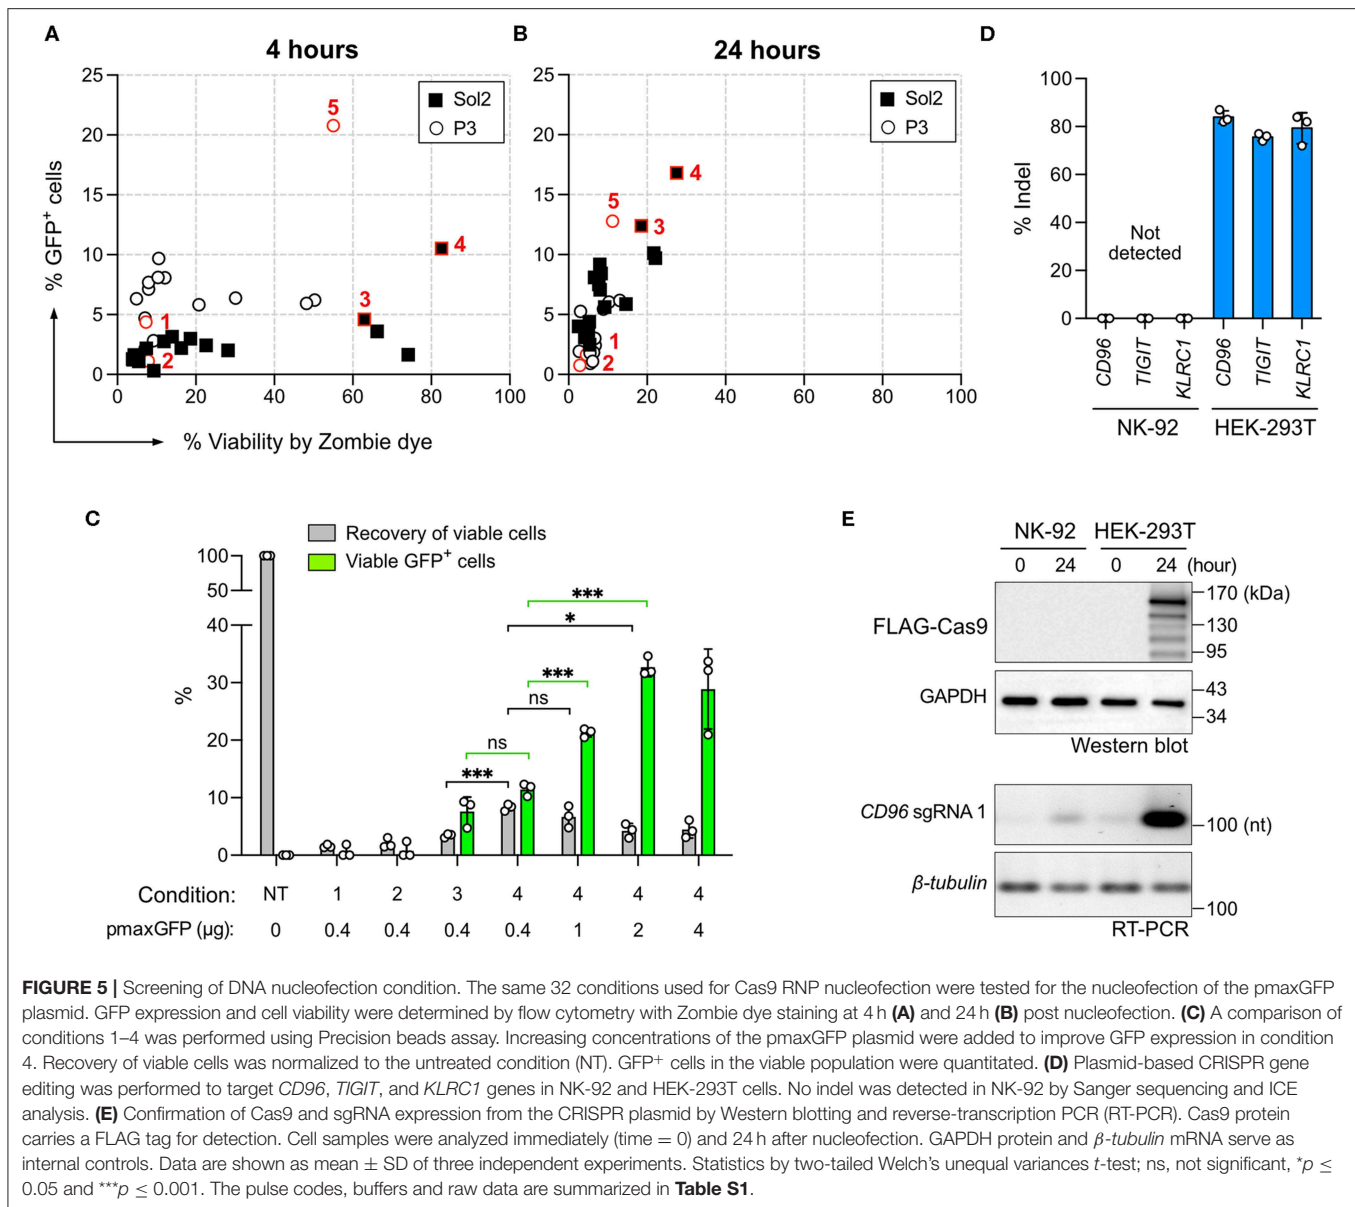 A
4 hours
25
20
15
10
5
0
% GFP+ cells
Sol2
P3
5
4
3
1
2
0 20 40 60 80 100
% Viability by Zombie dye
B
24 hours
25
20
15
10
5
0
Sol2
P3
4
5
3
1
2
0 20 40 60 80 100
D
% Indel
100
80
60
40
20
0
Not
detected
CD96 TIGIT KLRC1 CD96 TIGIT KLRC1
NK-92 HEK-293T
C
Recovery of viable cells
Viable GFP+ cells
%
100
50
40
30
20
10
0
***
*
***
ns
ns
***
Condition: NT 1 2 3 4 4 4 4
pmaxGFP (µg): 0 0.4 0.4 0.4 0.4 1 2 4
E
NK-92 HEK-293T
0 24 0 24 (hour)
FLAG-Cas9
170 (kDa)
130
95
GAPDH
43
34
Western blot
CD96 sgRNA 1
100 (nt)
β-tubulin
100
RT-PCR
FIGURE 5 | Screening of DNA nucleofection condition. The same 32 conditions used for Cas9 RNP nucleofection were tested for the nucleofection of the pmaxGFP
plasmid. GFP expression and cell viability were determined by flow cytometry with Zombie dye staining at 4 h (A) and 24 h (B) post nucleofection. (C) A comparison of
conditions 1–4 was performed using Precision beads assay. Increasing concentrations of the pmaxGFP plasmid were added to improve GFP expression in condition
4. Recovery of viable cells was normalized to the untreated condition (NT). GFP+ cells in the viable population were quantitated. (D) Plasmid-based CRISPR gene
editing was performed to target CD96, TIGIT, and KLRC1 genes in NK-92 and HEK-293T cells. No indel was detected in NK-92 by Sanger sequencing and ICE
analysis. (E) Confirmation of Cas9 and sgRNA expression from the CRISPR plasmid by Western blotting and reverse-transcription PCR (RT-PCR). Cas9 protein
carries a FLAG tag for detection. Cell samples were analyzed immediately (time = 0) and 24 h after nucleofection. GAPDH protein and β-tubulin mRNA serve as
internal controls. Data are shown as mean ± SD of three independent experiments. Statistics by two-tailed Welch's unequal variances t-test; ns, not significant, *p ≤
0.05 and ***p ≤ 0.001. The pulse codes, buffers and raw data are summarized in Table S1.